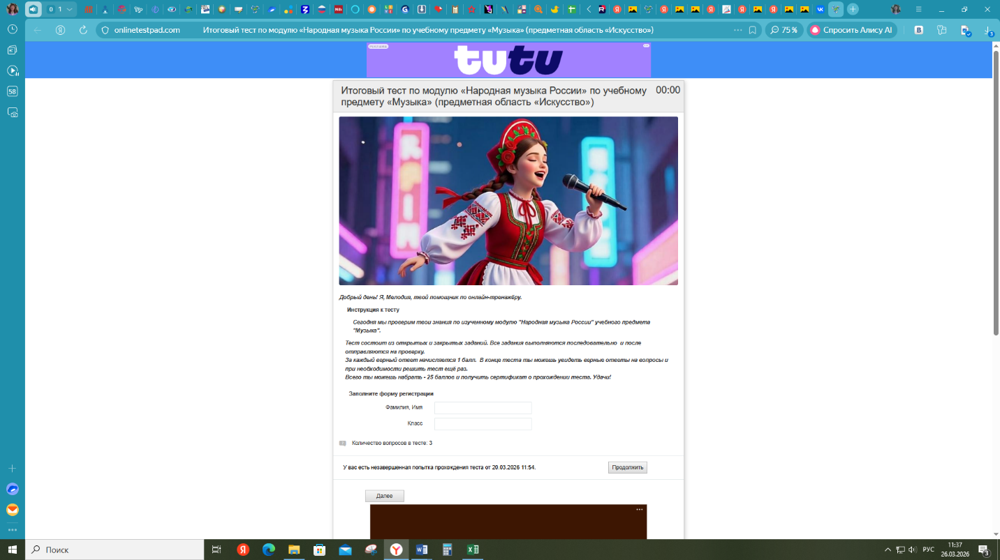 0 1
onlinetestpad.com
Итоговый тест по модулю «Народная музыка России» по учебному предмету «Музыка» (предметная область «Искусство»)
75 %
Спросить Алису AI
B
3
58
РЕКЛАМА
tutu
Итоговый тест по модулю «Народная музыка России» по учебному
предмету «Музыка» (предметная область «Искусство»)
00:00
Добрый день! Я, Мелодия, твой помощник по онлайн-тренажёру.
Инструкция к тесту
Сегодня мы проверим твои знания по изученному модулю "Народная музыка России" учебного предмета
"Музыка".
Тест состоит из открытых и закрытых заданий. Все задания выполняются последовательно и после
отправляются на проверку.
За каждый верный ответ начисляется 1 балл. В конце теста ты можешь увидеть верные ответы на вопросы и
при необходимости решить тест ещё раз.
Всего ты можешь набрать - 25 баллов и получить сертификат о прохождении теста. Удачи!
Заполните форму регистрации
Фамилия, Имя
Класс
Количество вопросов в тесте: 3
У вас есть незавершенная попытка прохождения теста от 20.03.2026 11:54.
Продолжить
Далее
Поиск
РУС
11:37
26.03.2026
3